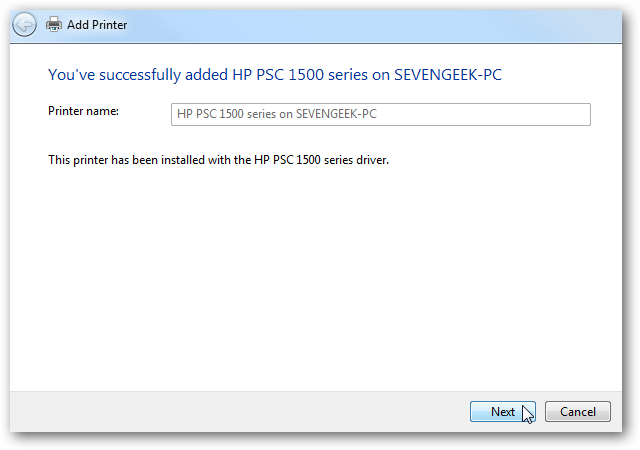 Add Printer
You've successfully added HP PSC 1500 series on SEVENGEEK-PC
Printer name:
HP PSC 1500 series on SEVENGEEK-PC
This printer has been installed with the HP PSC 1500 series driver.
Next
Cancel